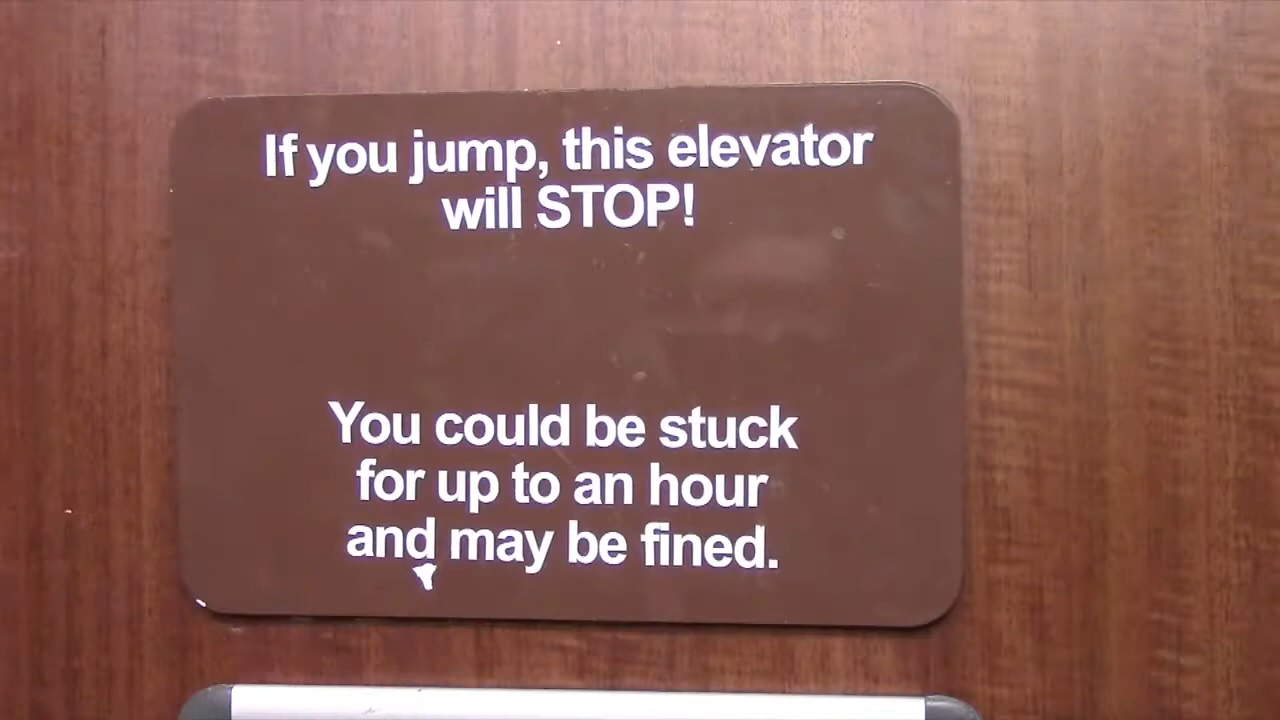 If you jump, this elevator
will STOP!
You could be stuck
for up to an hour
and may be fined.